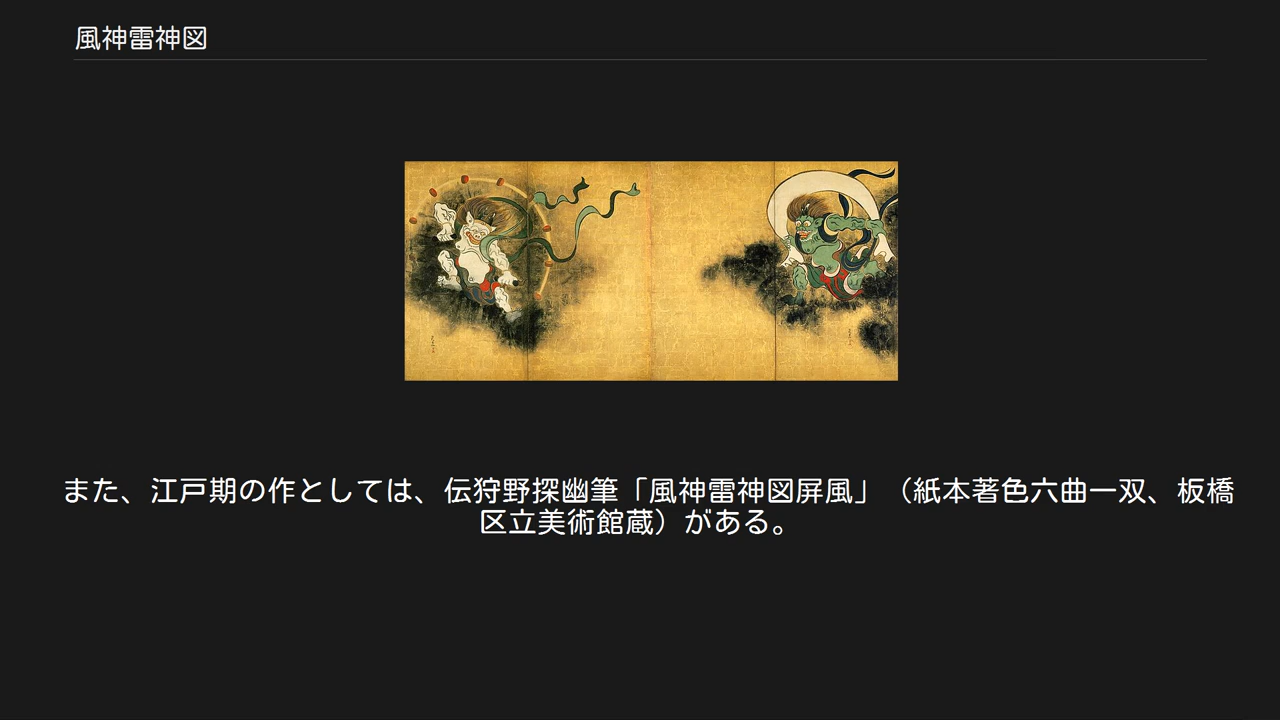 風神雷神図
また、江戸期の作としては、伝狩野探幽筆「風神雷神図屏風」（紙本著色六曲一双、板橋
区立美術館蔵）がある。